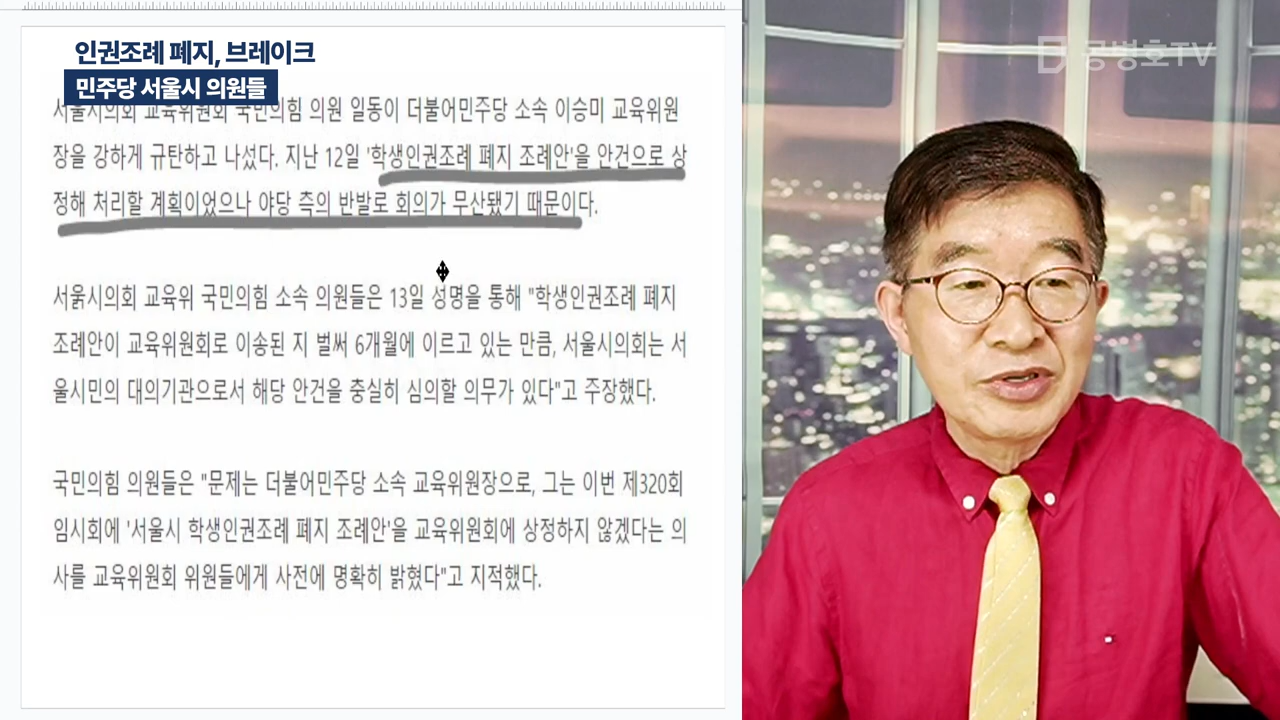 인권조례 폐지, 브레이크
민주당 서울시 의원들
서울시의회 교육위원회 국민의힘 의원 일동이 더불어민주당 소속 이승미 교육위원
장을 강하게 규탄하고 나섰다. 지난 12일 '학생인권조례 폐지 조례안'을 안건으로 상
정해 처리할 계획이었으나 야당 측의 반발로 회의가 무산됐기 때문이다.
서욹시의회 교육위 국민의힘 소속 의원들은 13일 성명을 통해 "학생인권조례 폐지
조례안이 교육위원회로 이송된 지 벌써 6개월에 이르고 있는 만큼, 서울시의회는 서
울시민의 대의기관으로서 해당 안건을 충실히 심의할 의무가 있다"고 주장했다.
국민의힘 의원들은 "문제는 더불어민주당 소속 교육위원장으로, 그는 이번 제320회
임시회에 '서울시 학생인권조례 폐지 조례안'을 교육위원회에 상정하지 않겠다는 의
사를 교육위원회 위원들에게 사전에 명확히 밝혔다"고 지적했다.
공병호TV